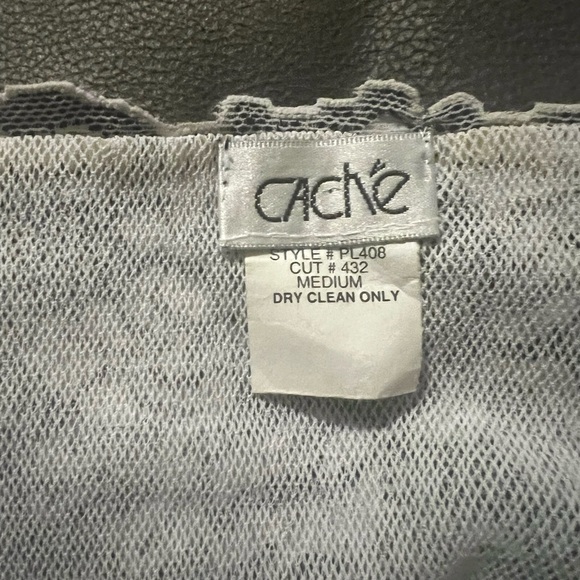 Caché
STYLE # PL408
CUT # 432
MEDIUM
DRY CLEAN ONLY